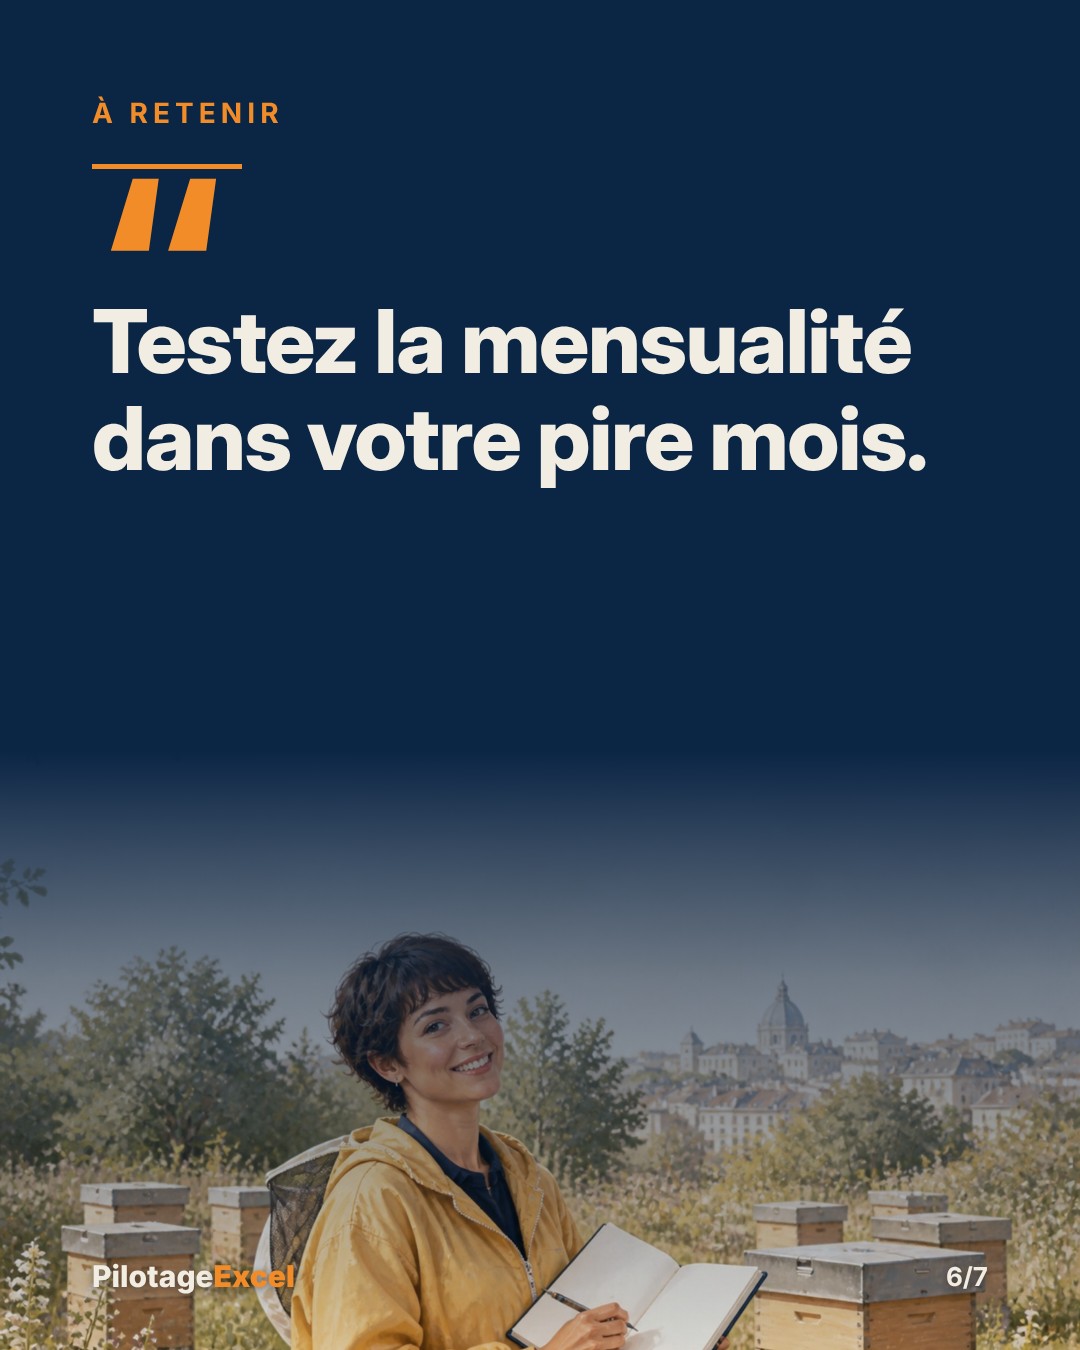 À RETENIR
"
Testez la mensualité
dans votre pire mois.
PilotageExcel
6/7